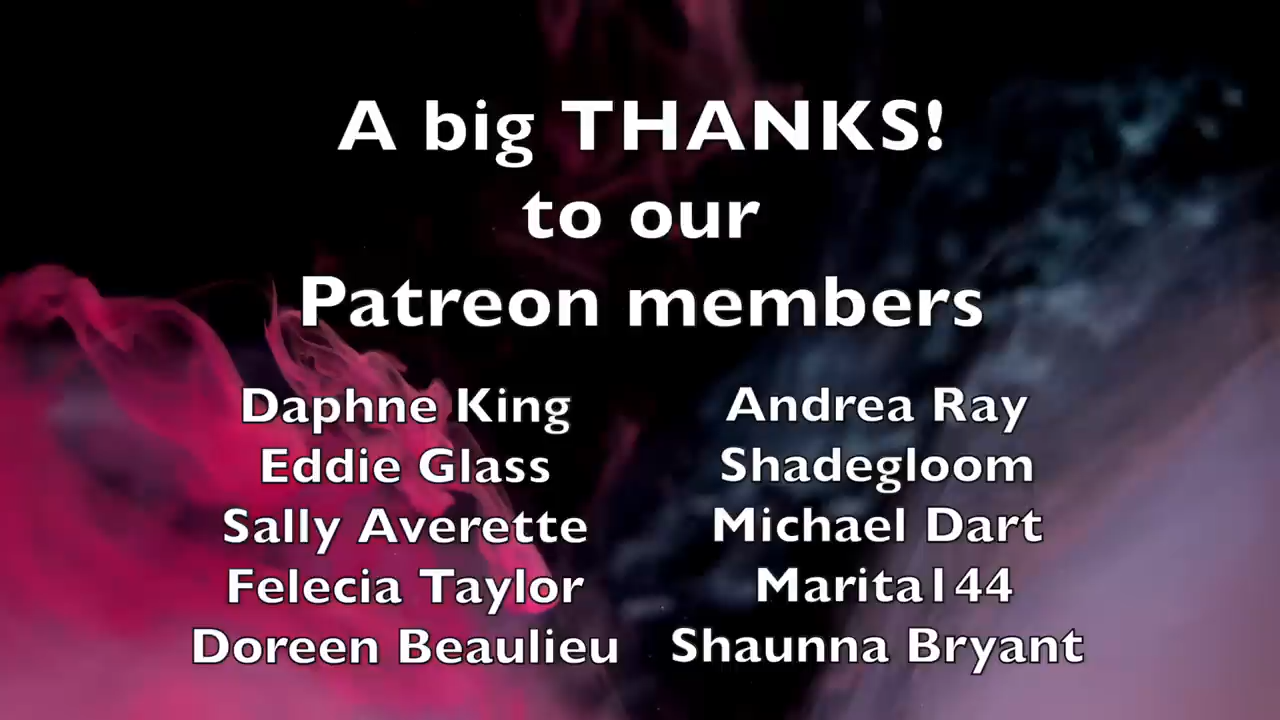 A big THANKS!
to our
Patreon members
Daphne King
Eddie Glass
Sally Averette
Felecia Taylor
Doreen Beaulieu
Andrea Ray
Shadegloom
Michael Dart
Marita144
Shaunna Bryant